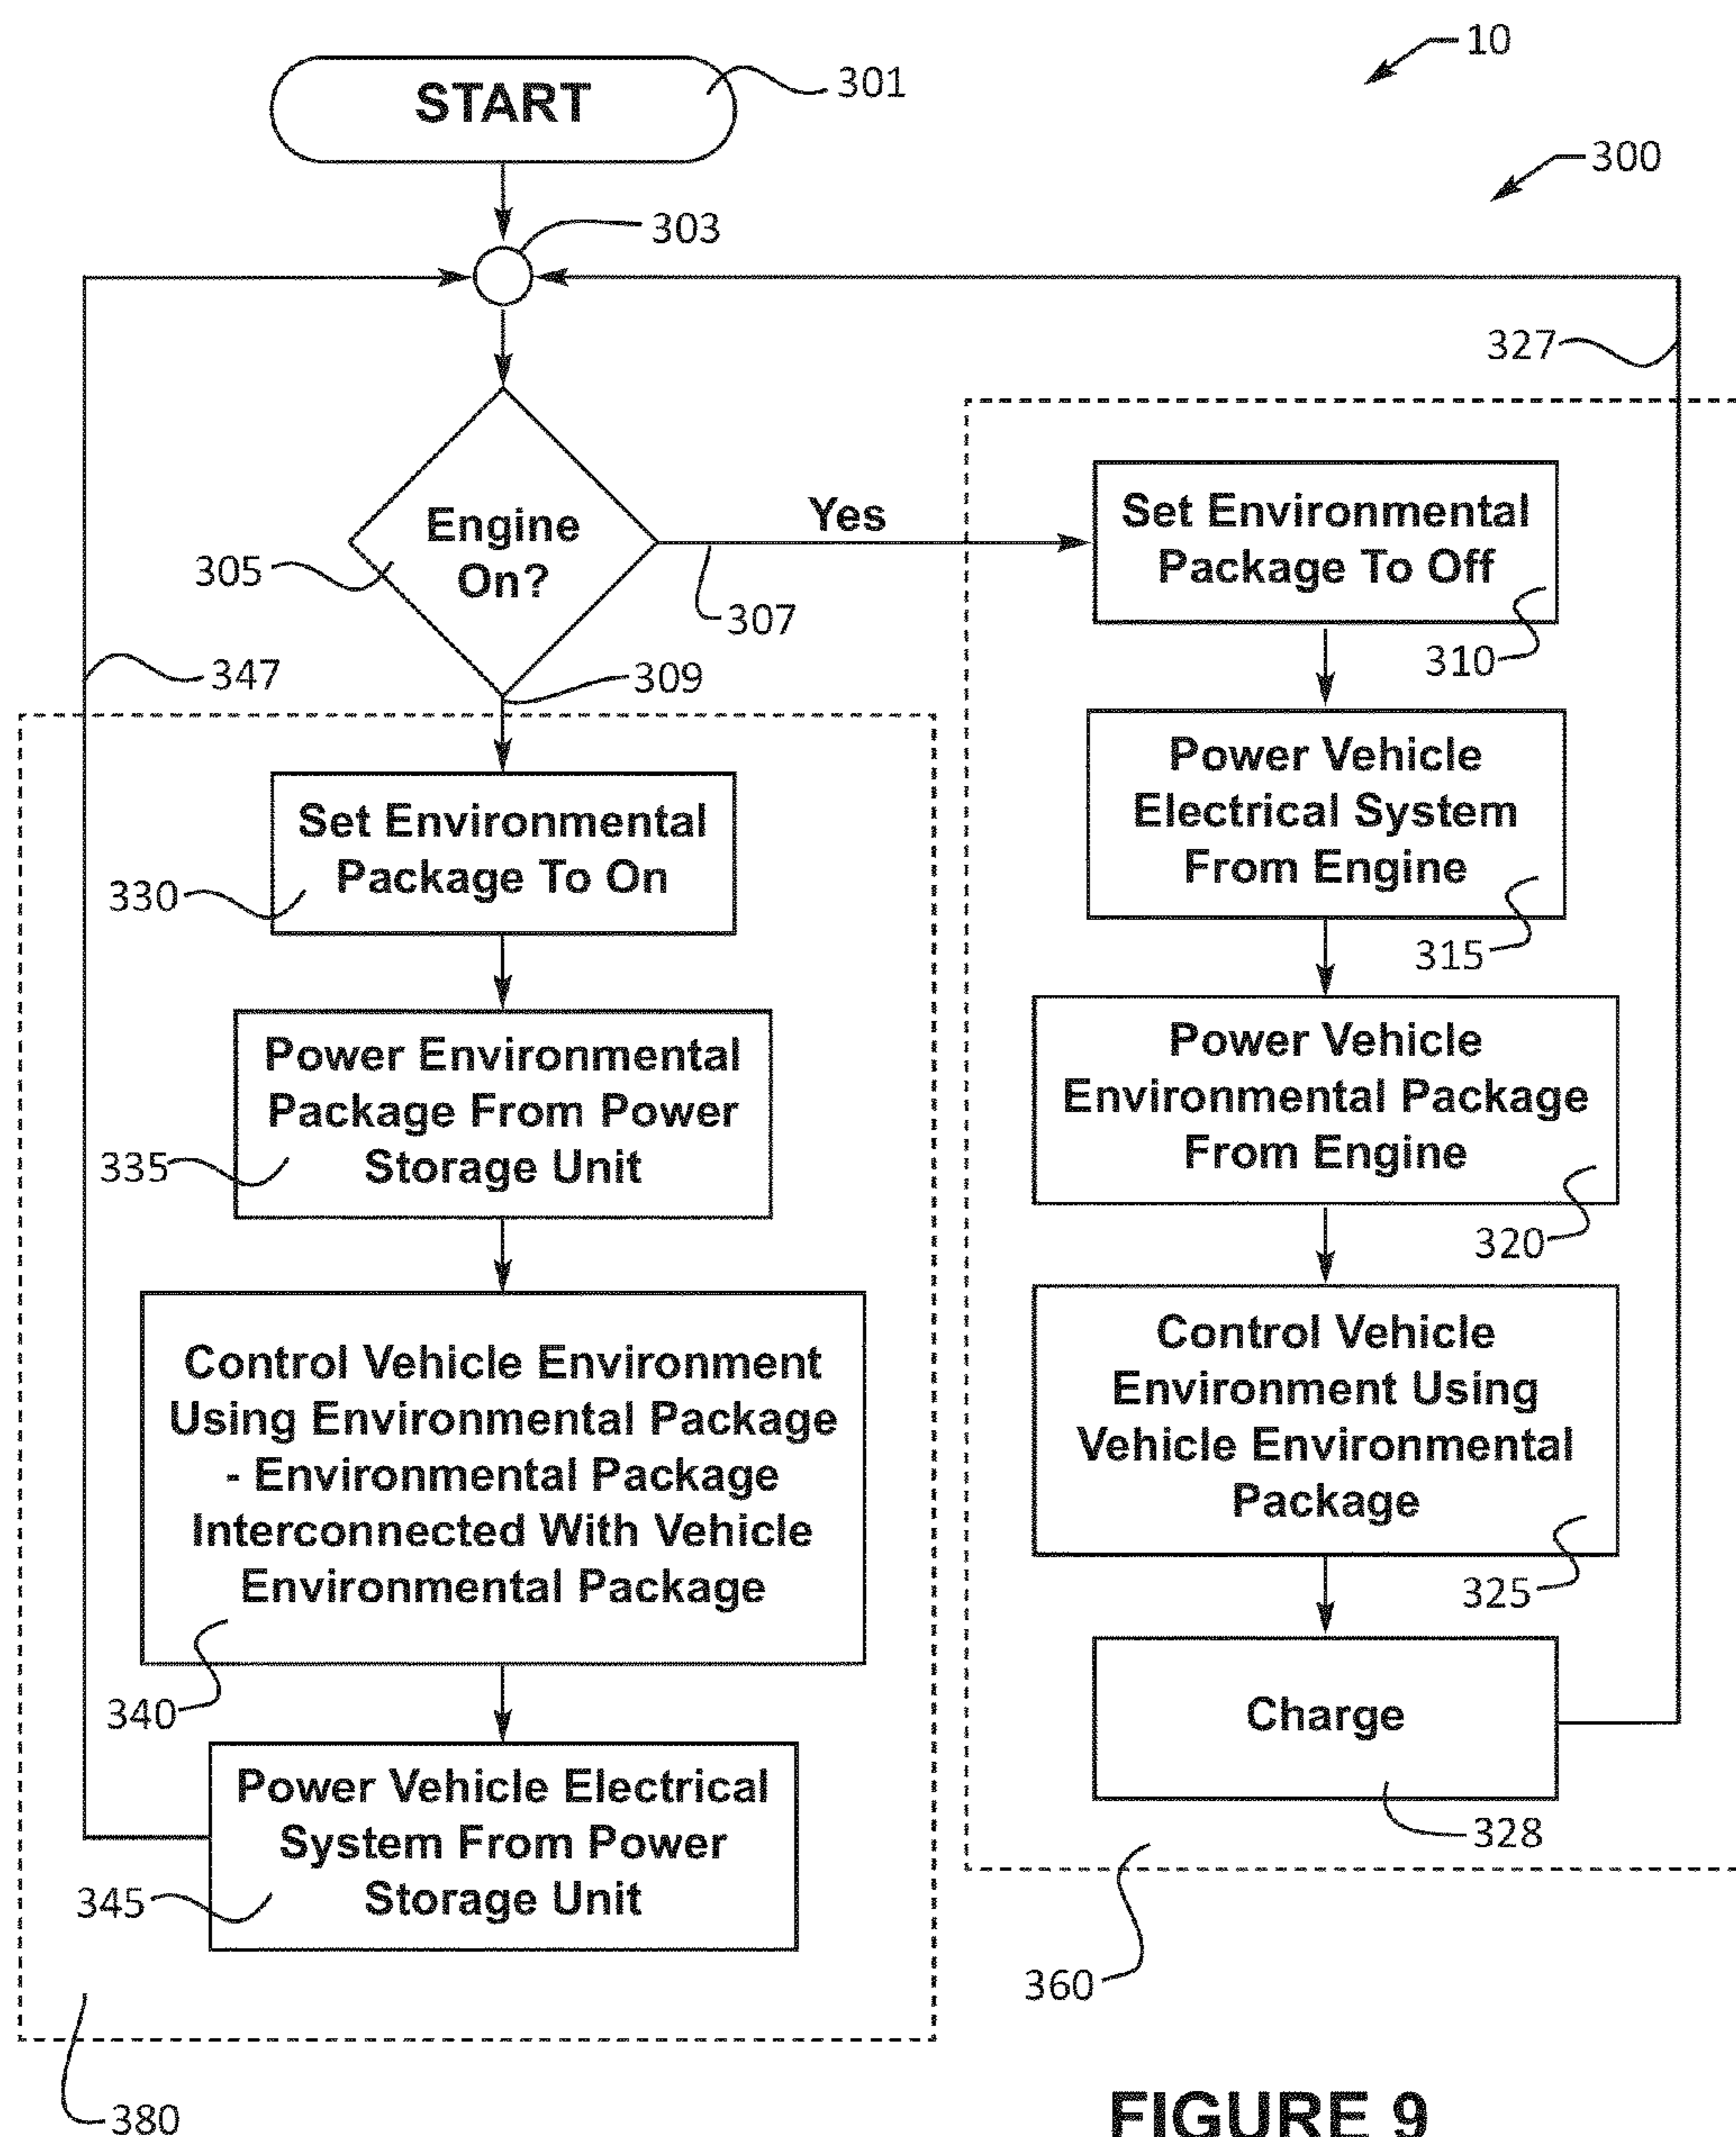 10
START
301
300
303
327
Engine
On?
305
Yes
307
309
347
Set Environmental
Package To Off
310
Power Vehicle
Electrical System
From Engine
315
Set Environmental
Package To On
330
Power Vehicle
Environmental Package
From Engine
320
Power Environmental
Package From Power
Storage Unit
335
Control Vehicle
Environment Using
Vehicle Environmental
Package
325
Control Vehicle Environment
Using Environmental Package
- Environmental Package
Interconnected With Vehicle
Environmental Package
340
Charge
328
Power Vehicle Electrical
System From Power
Storage Unit
345
360
380
FIGURE 9